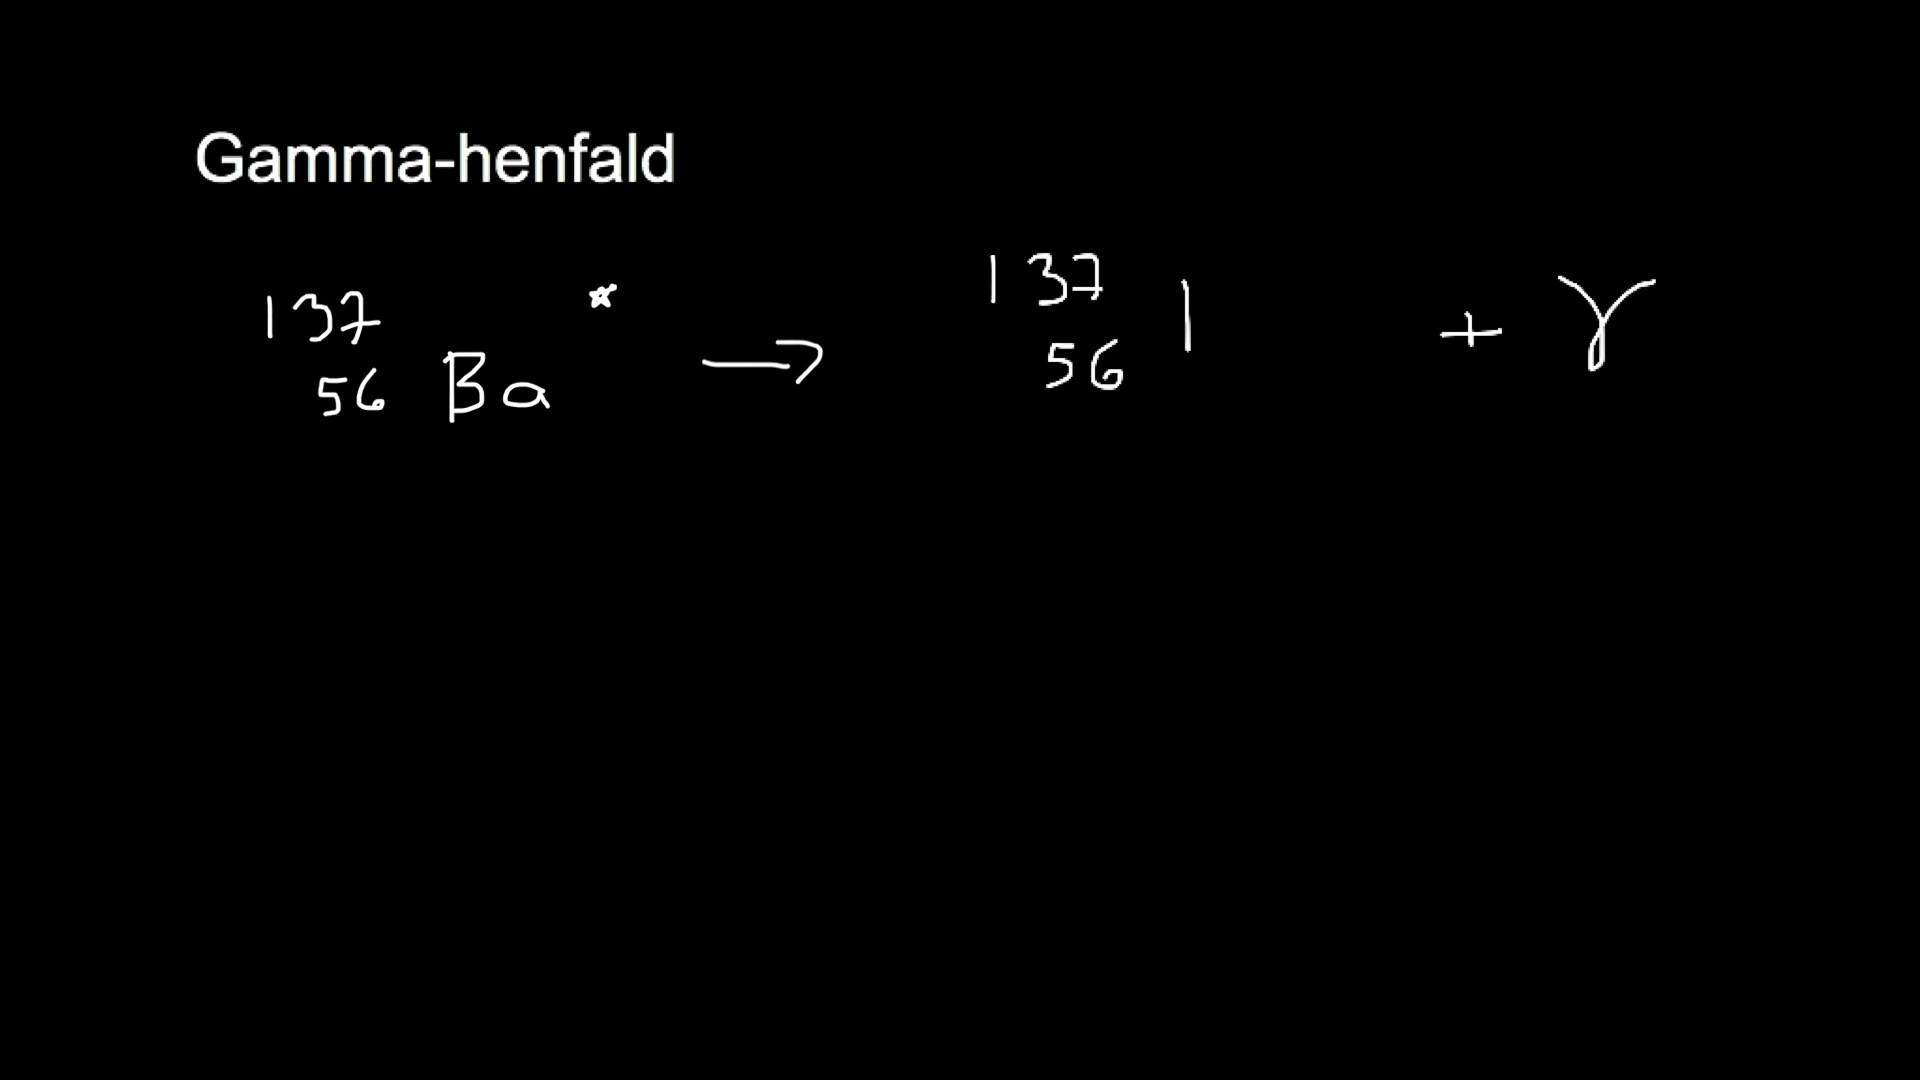 Gamma-henfald
137 56 Ba * → 137 56 | + γ